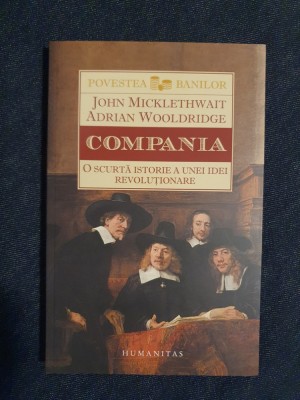 POVESTEA BANILOR
JOHN MICKLETHWAIT
ADRIAN WOOLDRIDGE
COMPANIA
O SCURTĂ ISTORIE A UNEI IDEI
REVOLUȚIONARE
HUMANITAS